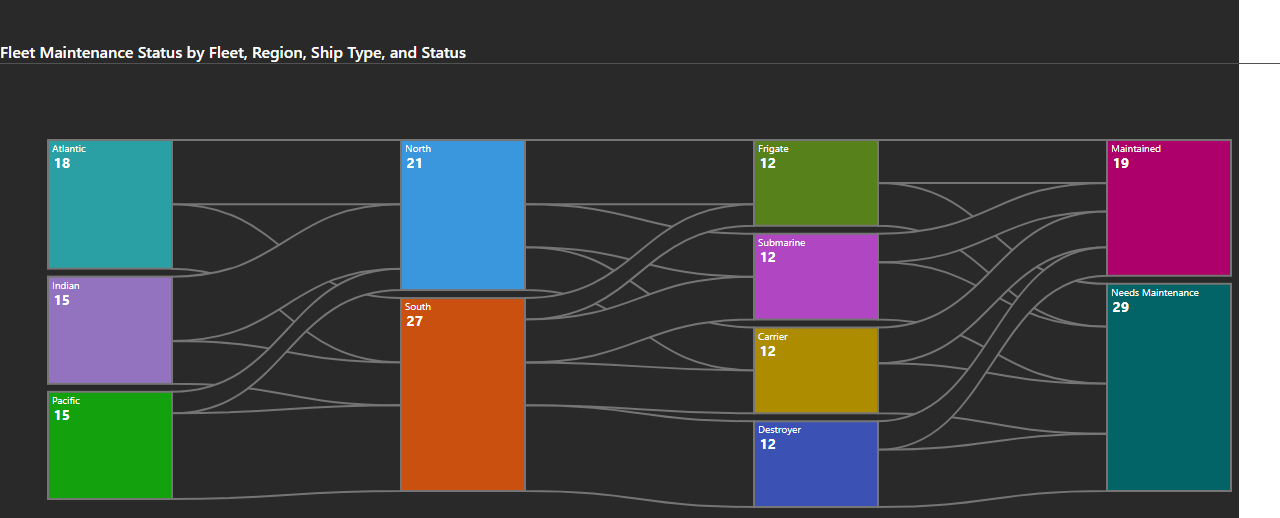 Fleet Maintenance Status by Fleet, Region, Ship Type, and Status
Atlantic
18
Indian
15
Pacific
15
North
21
South
27
Frigate
12
Submarine
12
Carrier
12
Destroyer
12
Maintained
19
Needs Maintenance
29